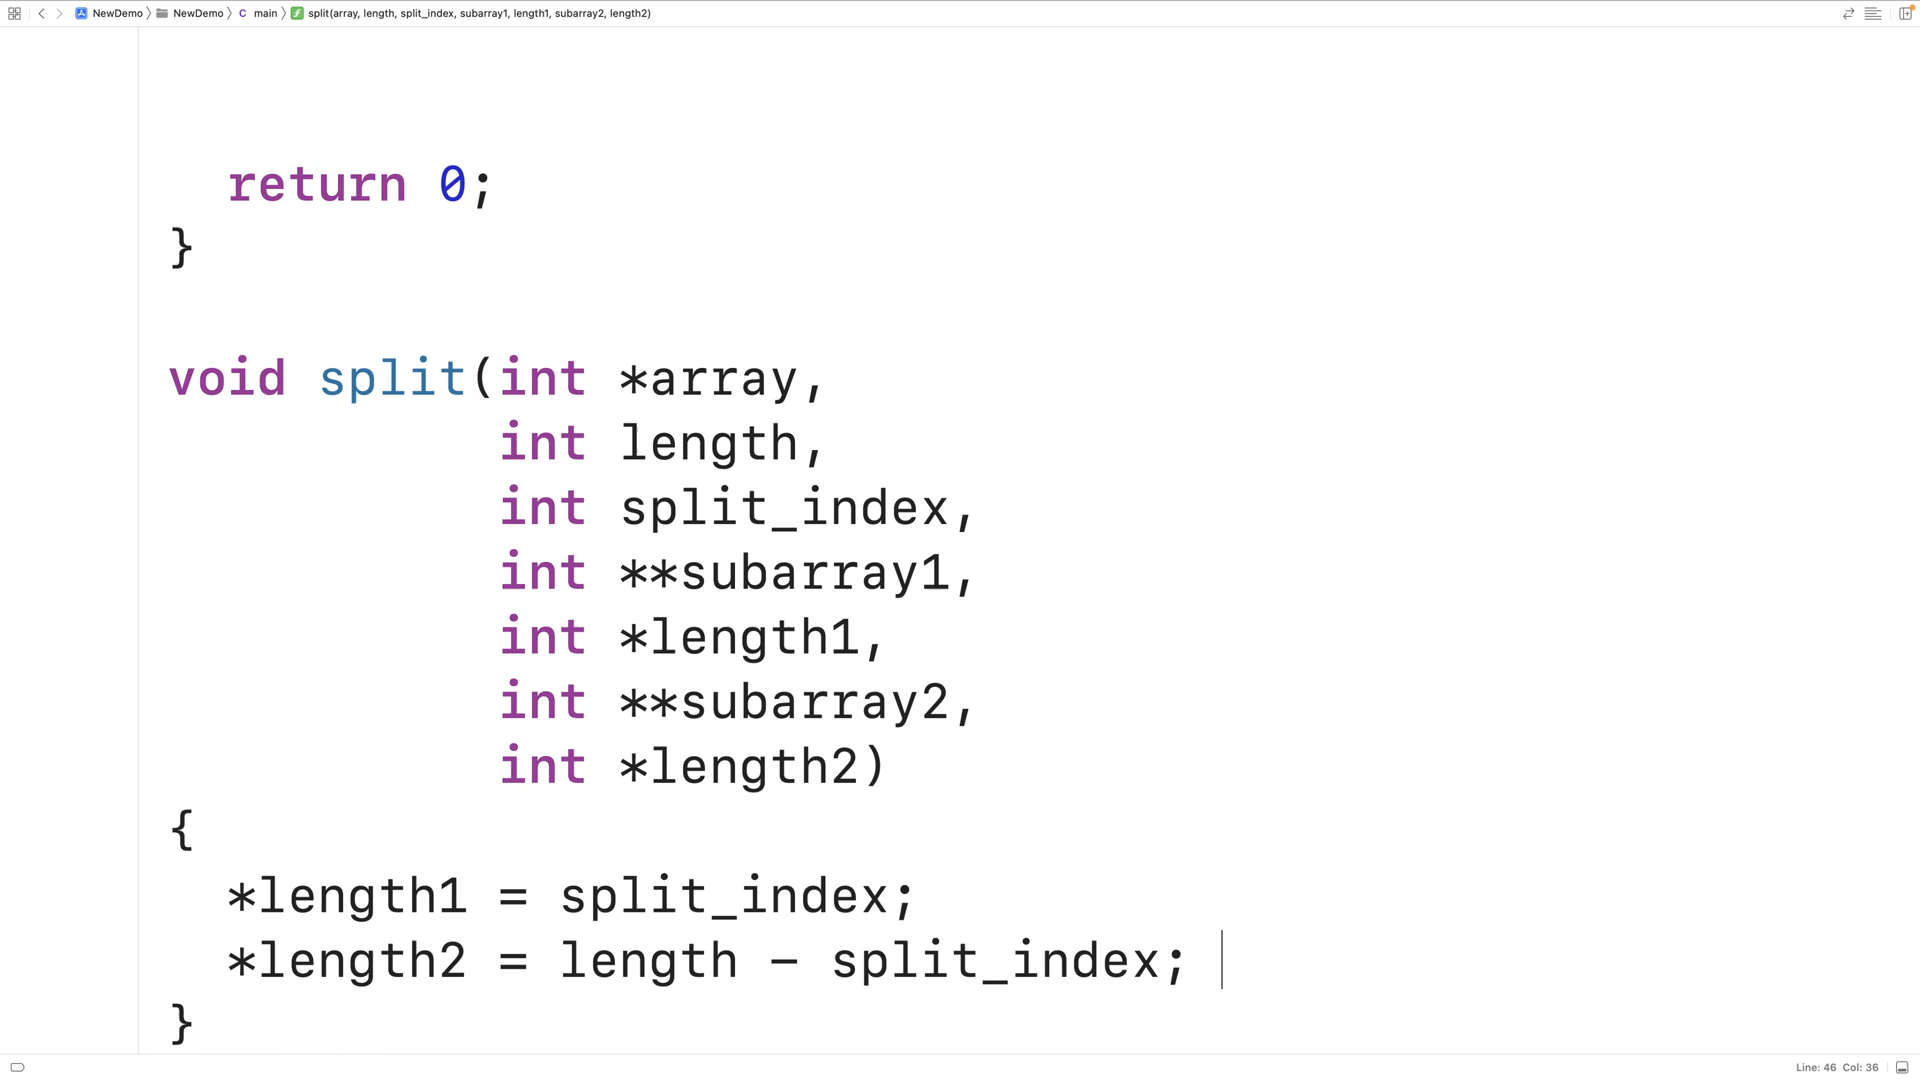 NewDemo NewDemo C main f split(array, length, split_index, subarray1, length1, subarray2, length2)
return 0;
}
void split(int *array,
int length,
int split_index,
int **subarray1,
int *length1,
int **subarray2,
int *length2)
{
*length1 = split_index;
*length2 = length - split_index;
}
Line: 46 Col: 36